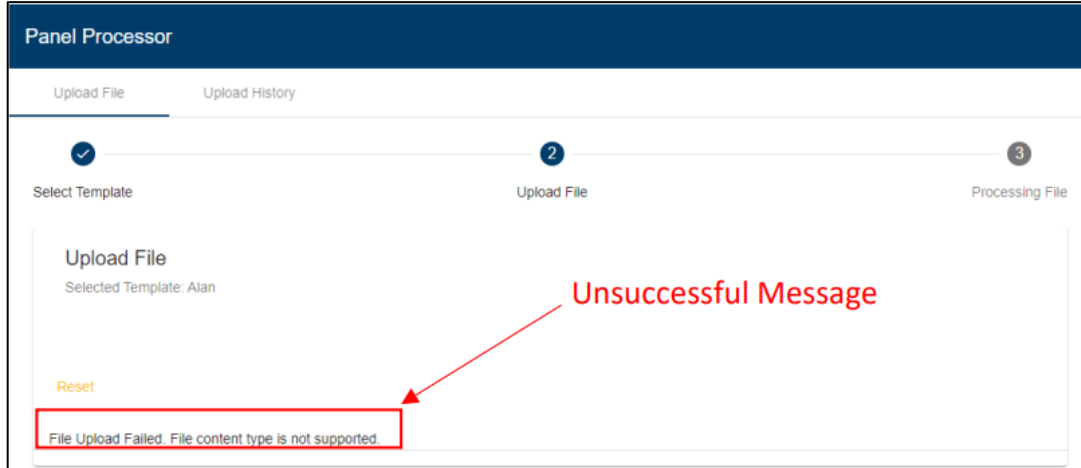 Panel Processor
Upload File Upload History
2 3
Select Template Upload File Processing File
Upload File
Selected Template: Alan
Unsuccessful Message
Reset
File Upload Failed. File content type is not supported.